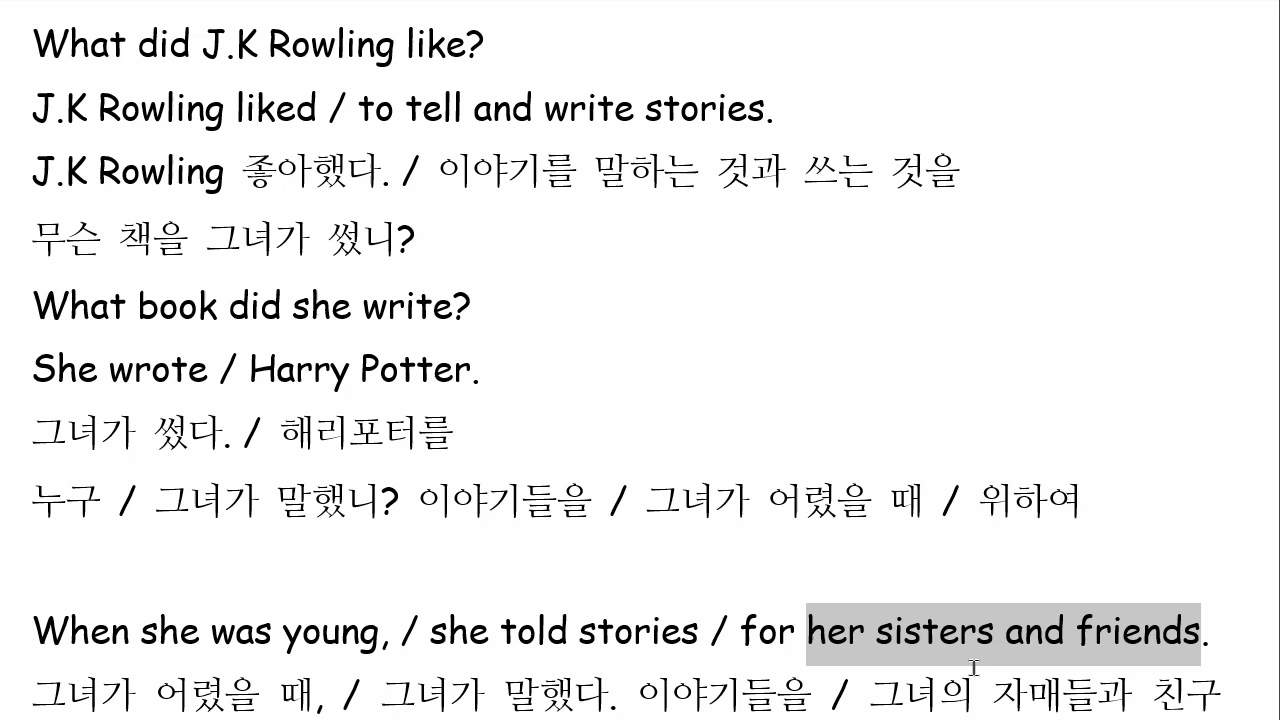 What did J.K Rowling like?
J.K Rowling liked / to tell and write stories.
J.K Rowling 좋아했다. / 이야기를 말하는 것과 쓰는 것을
무슨 책을 그녀가 썼니?
What book did she write?
She wrote / Harry Potter.
그녀가 썼다. / 해리포터를
누구 / 그녀가 말했니? 이야기들을 / 그녀가 어렸을 때 / 위하여
When she was young, / she told stories / for her sisters and friends.
그녀가 어렸을 때, / 그녀가 말했다. 이야기들을 / 그녀의 자매들과 친구